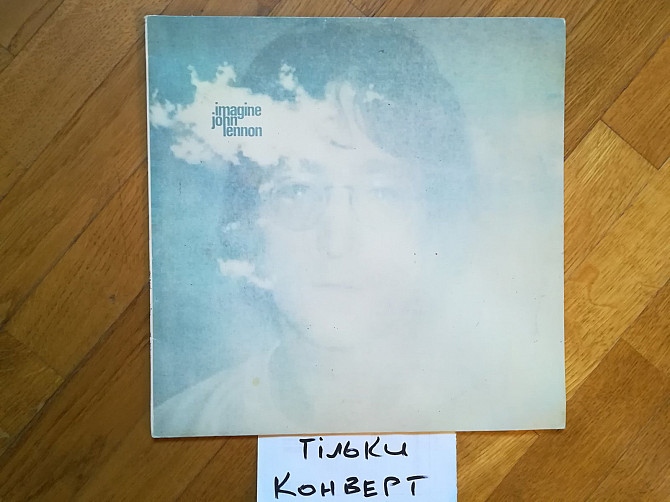 imagine
john
lennon
Тільки
КОНВЕРТ